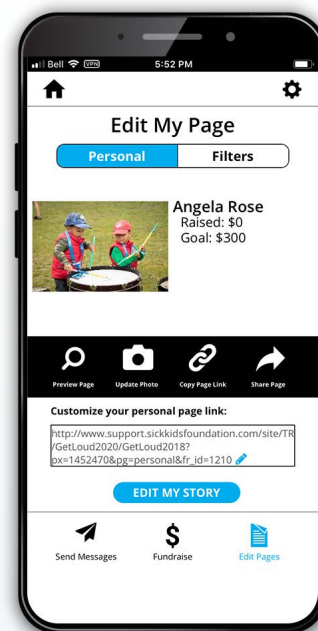 Bell VPN 5:52 PM
Edit My Page
Personal Filters
Angela Rose
Raised: $0
Goal: $300
Preview Page Update Photo Copy Page Link Share Page
Customize your personal page link:
http://www.support.sickkidsfoundation.com/site/TR
/GetLoud2020/GetLoud2018?
px=1452470&pg=personal&fr_id=1210
EDIT MY STORY
$
Send Messages Fundraise Edit Pages